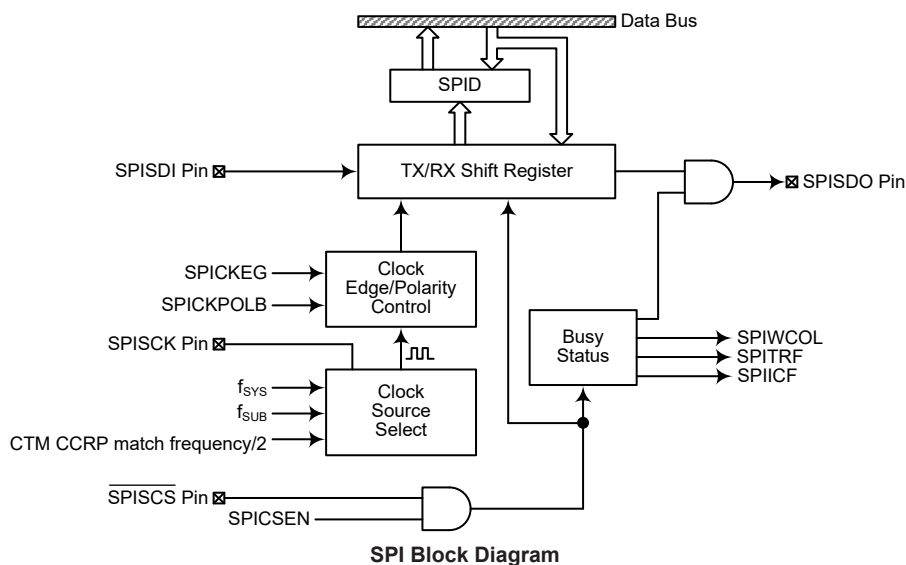 Data Bus
SPID
SPISDI Pin
TX/RX Shift Register
SPISDO Pin
SPICKEG
SPICKPOLB
Clock
Edge/Polarity
Control
SPISCK Pin
Busy
Status
SPIWCOL
SPITRF
SPIICF
fSYS
fSUB
CTM CCRP match frequency/2
Clock
Source
Select
SPISCS Pin
SPICSEN
SPI Block Diagram